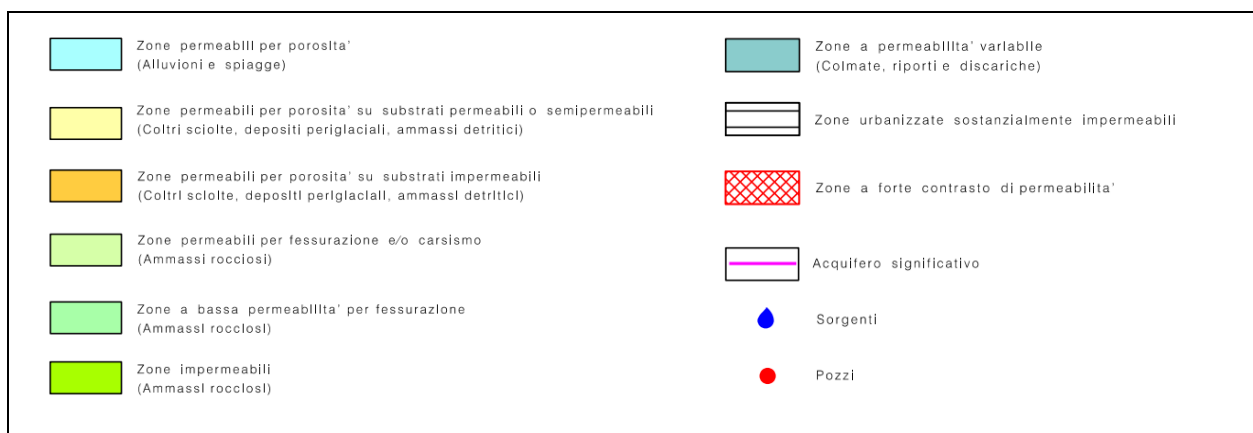 Zone permeabili per porosita'
(Alluvioni e spiagge)
Zone permeabili per porosita' su substrati permeabili o semipermeabili
(Coltri sciolte, depositi periglaciali, ammassi detritici)
Zone permeabili per porosita' su substrati impermeabili
(Coltri sciolte, depositi periglaciali, ammassi detritici)
Zone permeabili per fessurazione e/o carsismo
(Ammassi rocciosi)
Zone a bassa permeabilita' per fessurazione
(Ammassi rocciosi)
Zone impermeabili
(Ammassi rocciosi)
Zone a permeabilita' variabile
(Colmate, riporti e discariche)
Zone urbanizzate sostanzialmente impermeabili
Zone a forte contrasto di permeabilita'
Acquifero significativo
Sorgenti
Pozzi